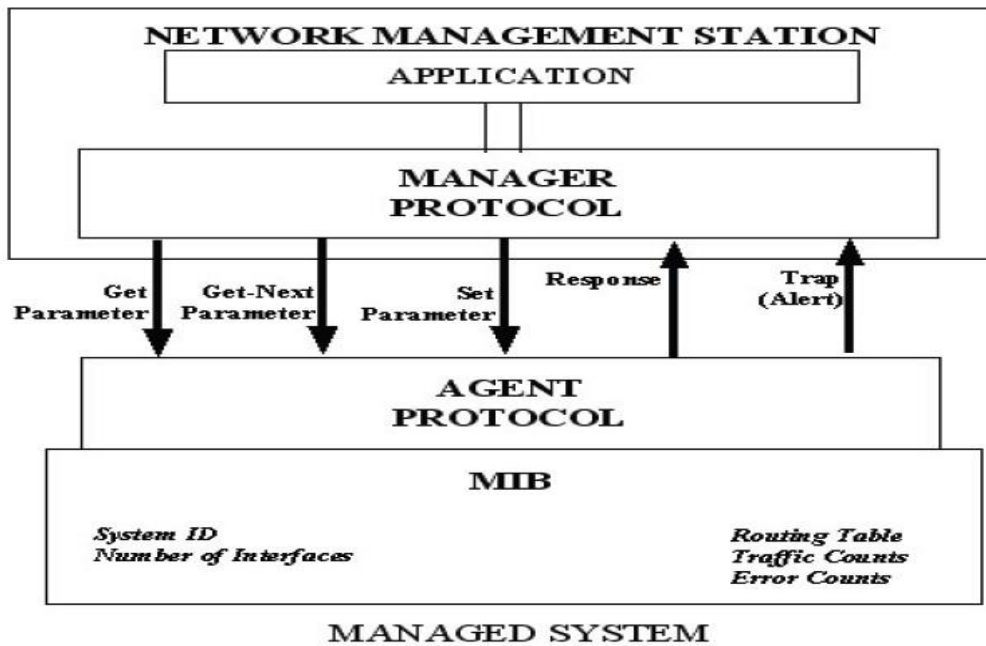 NETWORK MANAGEMENT STATION
APPLICATION
MANAGER
PROTOCOL
Get
Parameter
Get-Next
Parameter
Set
Parameter
Response
Trap
(Alert)
AGENT
PROTOCOL
MIB
System ID
Number of Interfaces
Routing Table
Traffic Counts
Error Counts
MANAGED SYSTEM